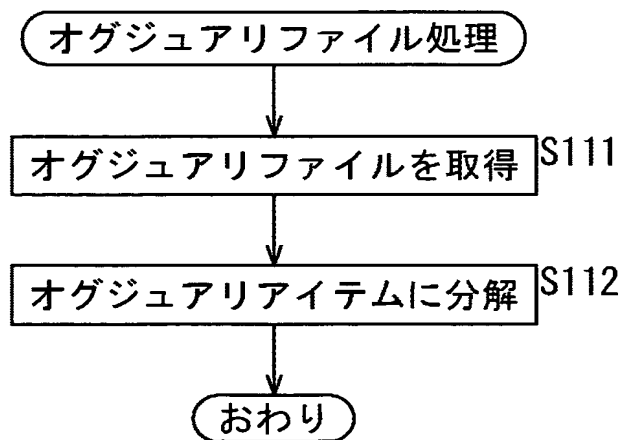 オグジュアリファイル処理
オグジュアリファイルを取得
S111
オグジュアリアイテムに分解
S112
おわり